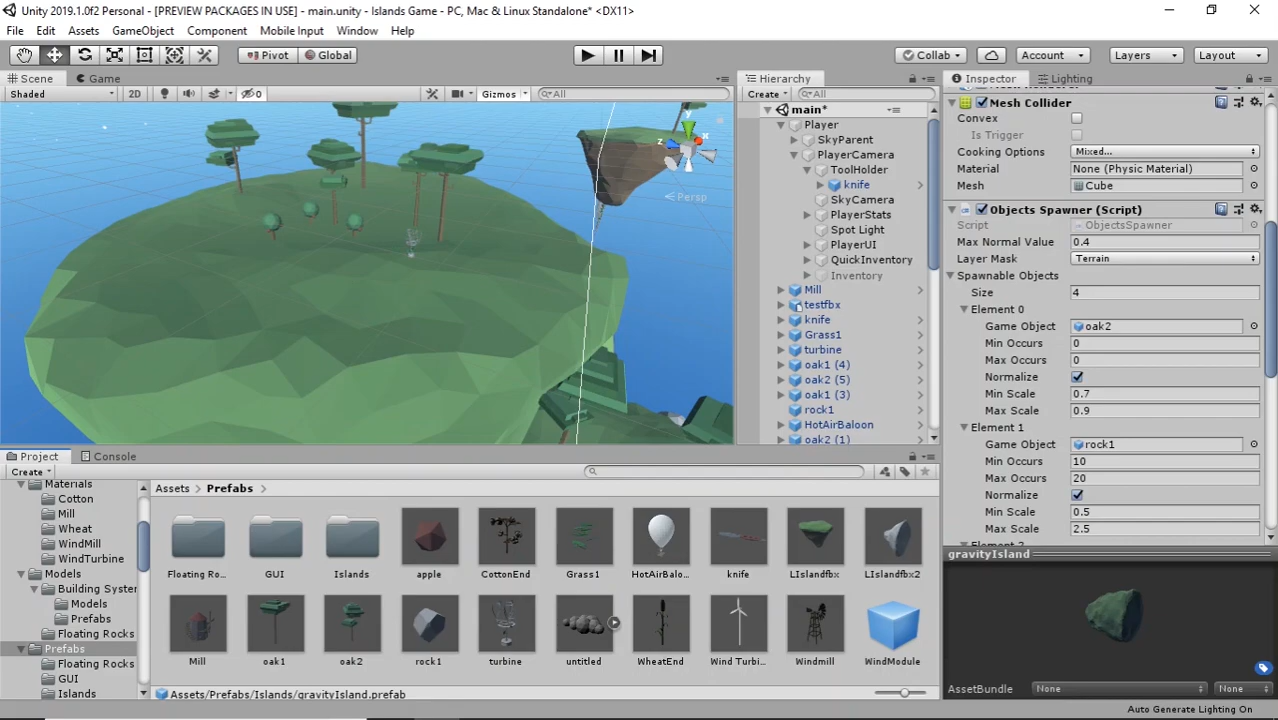 Unity 2019.1.0f2 Personal - [PREVIEW PACKAGES IN USE] - main.unity - Islands Game - PC, Mac & Linux Standalone* <DX11>
File Edit Assets GameObject Component Mobile Input Window Help
Pivot Global Collab Account Layers Layout
Scene Game
Shaded 2D 0 Gizmos All
y
x
z
Persp
Hierarchy
Create All
main*
Player
SkyParent
PlayerCamera
ToolHolder
knife
SkyCamera
PlayerStats
Spot Light
PlayerUI
QuickInventory
Inventory
Mill
testfbx
knife
Grass1
turbine
oak1 (4)
oak2 (5)
oak1 (3)
rock1
HotAirBaloon
oak2 (1)
Inspector Lighting
Mesh Collider
Convex
Is Trigger
Cooking Options Mixed...
Material None (Physic Material)
Mesh Cube
Objects Spawner (Script)
Script ObjectsSpawner
Max Normal Value 0.4
Layer Mask Terrain
Spawnable Objects
Size 4
Element 0
Game Object oak2
Min Occurs 0
Max Occurs 0
Normalize
Min Scale 0.7
Max Scale 0.9
Element 1
Game Object rock1
Min Occurs 10
Max Occurs 20
Normalize
Min Scale 0.5
Max Scale 2.5
gravityIsland
AssetBundle None None
Project Console
Create
Materials
Cotton
Mill
Wheat
WindMill
WindTurbine
Models
Building System
Models
Prefabs
Floating Rocks
Prefabs
Floating Rocks
GUI
Islands
Assets Prefabs
Floating Ro... GUI Islands apple CottonEnd Grass1 HotAirBalo... knife LIslandfbx LIslandfbx2
Mill oak1 oak2 rock1 turbine untitled WheatEnd Wind Turbi... Windmill WindModule
Assets/Prefabs/Islands/gravityIsland.prefab
Auto Generate Lighting On